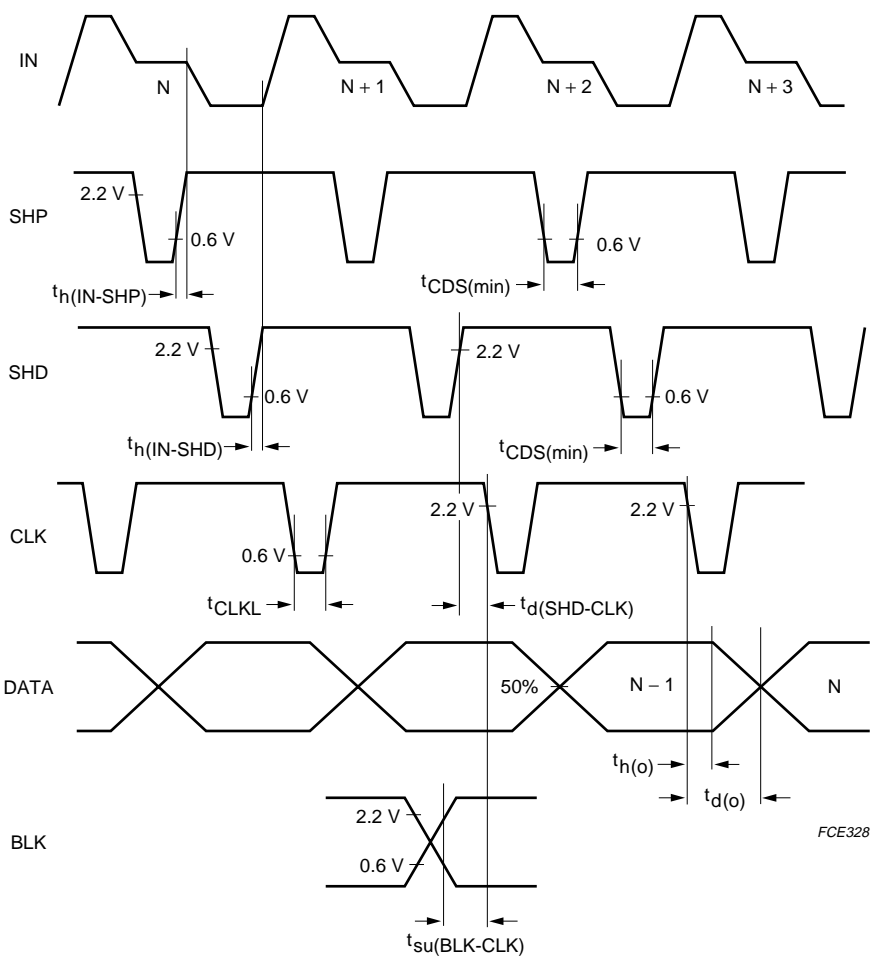 IN
N
N + 1
N + 2
N + 3
SHP
2.2 V
0.6 V
0.6 V
th(IN-SHP)
tCDS(min)
SHD
2.2 V
2.2 V
0.6 V
0.6 V
th(IN-SHD)
tCDS(min)
CLK
2.2 V
2.2 V
0.6 V
tCLKL
td(SHD-CLK)
DATA
50%
N − 1
N
th(o)
td(o)
BLK
2.2 V
0.6 V
FCE328
tsu(BLK-CLK)